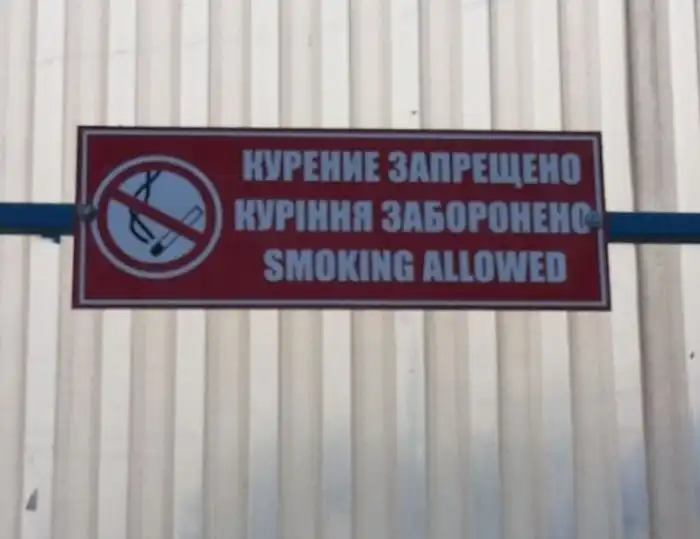 КУРЕНИЕ ЗАПРЕЩЕНО
КУРІННЯ ЗАБОРОНЕНО
SMOKING ALLOWED